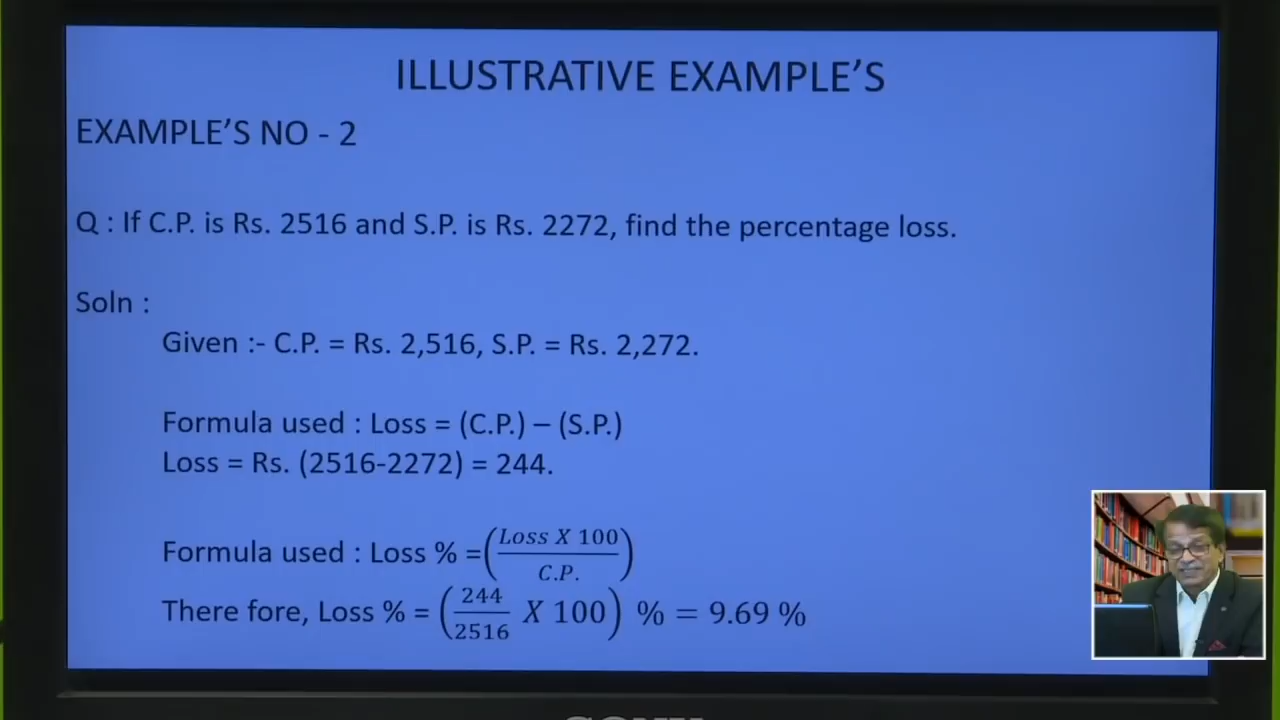 ILLUSTRATIVE EXAMPLE'S
EXAMPLE'S NO - 2
Q : If C.P. is Rs. 2516 and S.P. is Rs. 2272, find the percentage loss.
Soln :
Given :- C.P. = Rs. 2,516, S.P. = Rs. 2,272.
Formula used : Loss = (C.P.) – (S.P.)
Loss = Rs. (2516-2272) = 244.
Formula used : Loss % = (Loss X 100 / C.P.)
There fore, Loss % = (244 / 2516 X 100) % = 9.69 %